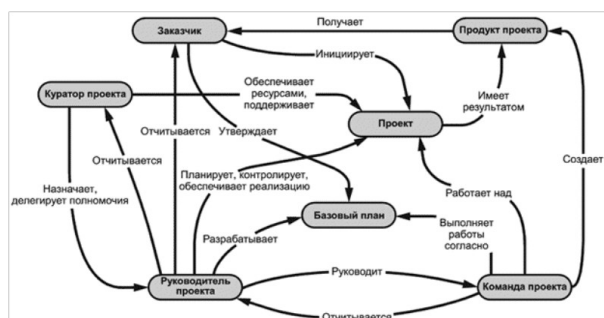 Получает
Заказчик
Продукт проекта
Инициирует
Обеспечивает
ресурсами,
поддерживает
Куратор проекта
Имеет
результатом
Проект
Отчитывается
Утверждает
Отчитывается
Создает
Планирует, контролирует,
обеспечивает реализацию
Назначает,
делегирует полномочия
Работает над
Базовый план
Выполняет
работы
согласно
Разрабатывает
Руководит
Руководитель
проекта
Команда проекта
Отчитывается